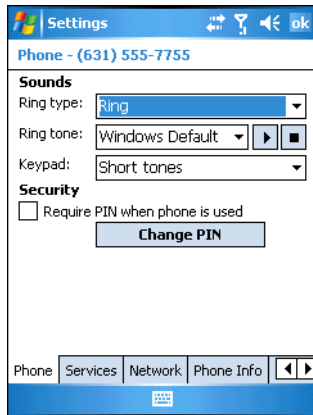 Settings ok
Phone - (631) 555-7755
Sounds
Ring type: Ring
Ring tone: Windows Default
Keypad: Short tones
Security
Require PIN when phone is used
Change PIN
Phone Services Network Phone Info